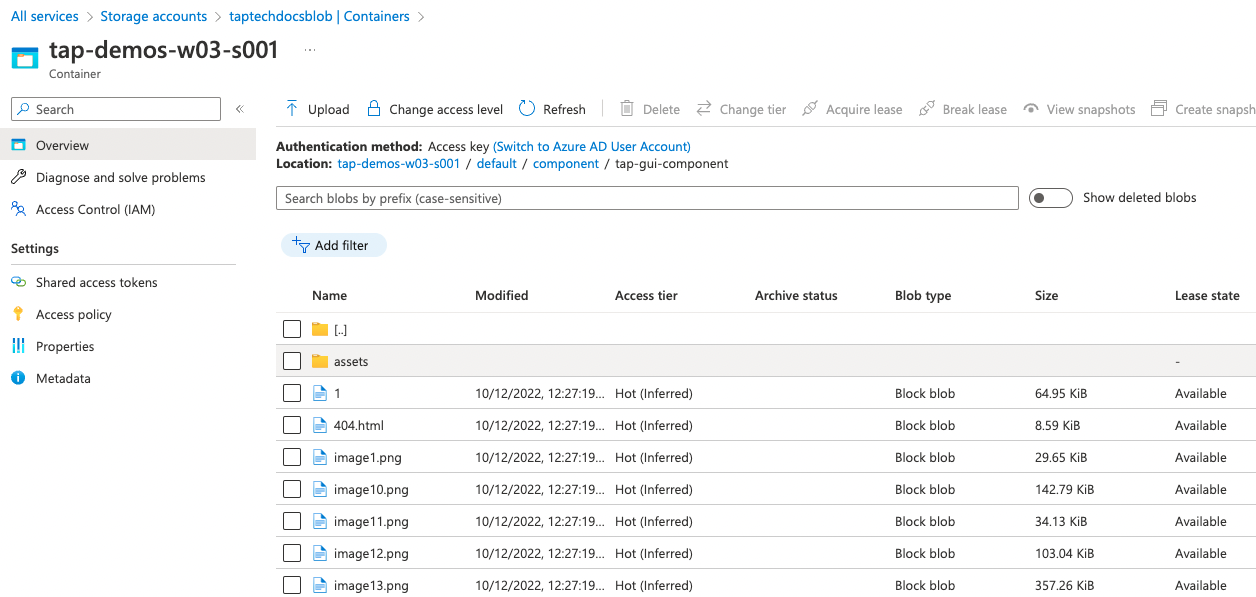 All services > Storage accounts > taptechdocsblob | Containers >
tap-demos-w03-s001 ...
Container
Search «
Upload Change access level Refresh Delete Change tier Acquire lease Break lease View snapshots Create snapsh
Overview
Diagnose and solve problems
Access Control (IAM)
Settings
Shared access tokens
Access policy
Properties
Metadata
Authentication method: Access key (Switch to Azure AD User Account)
Location: tap-demos-w03-s001 / default / component / tap-gui-component
Search blobs by prefix (case-sensitive) Show deleted blobs
Add filter
Name Modified Access tier Archive status Blob type Size Lease state
[..]
assets -
1 10/12/2022, 12:27:19... Hot (Inferred) Block blob 64.95 KiB Available
404.html 10/12/2022, 12:27:19... Hot (Inferred) Block blob 8.59 KiB Available
image1.png 10/12/2022, 12:27:19... Hot (Inferred) Block blob 29.65 KiB Available
image10.png 10/12/2022, 12:27:19... Hot (Inferred) Block blob 142.79 KiB Available
image11.png 10/12/2022, 12:27:19... Hot (Inferred) Block blob 34.13 KiB Available
image12.png 10/12/2022, 12:27:19... Hot (Inferred) Block blob 103.04 KiB Available
image13.png 10/12/2022, 12:27:19... Hot (Inferred) Block blob 357.26 KiB Available